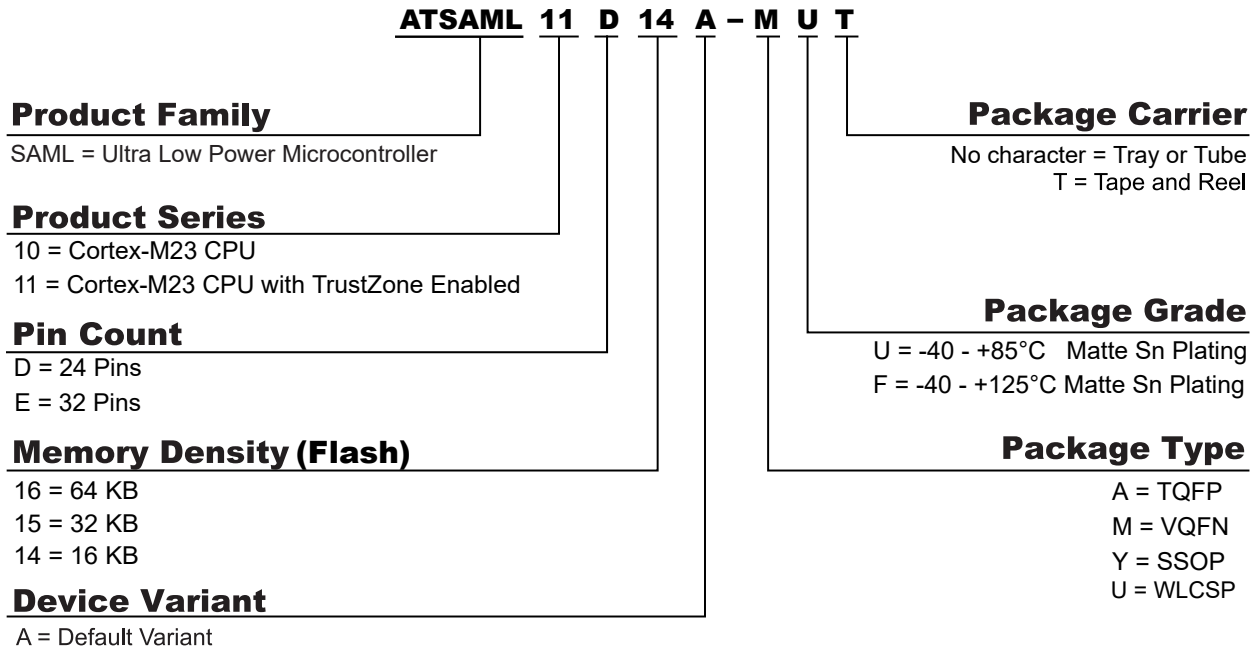 ATSAML 11 D 14 A – M U T
Product Family
SAML = Ultra Low Power Microcontroller
Product Series
10 = Cortex-M23 CPU
11 = Cortex-M23 CPU with TrustZone Enabled
Pin Count
D = 24 Pins
E = 32 Pins
Memory Density (Flash)
16 = 64 KB
15 = 32 KB
14 = 16 KB
Device Variant
A = Default Variant
Package Carrier
No character = Tray or Tube
T = Tape and Reel
Package Grade
U = -40 - +85°C Matte Sn Plating
F = -40 - +125°C Matte Sn Plating
Package Type
A = TQFP
M = VQFN
Y = SSOP
U = WLCSP